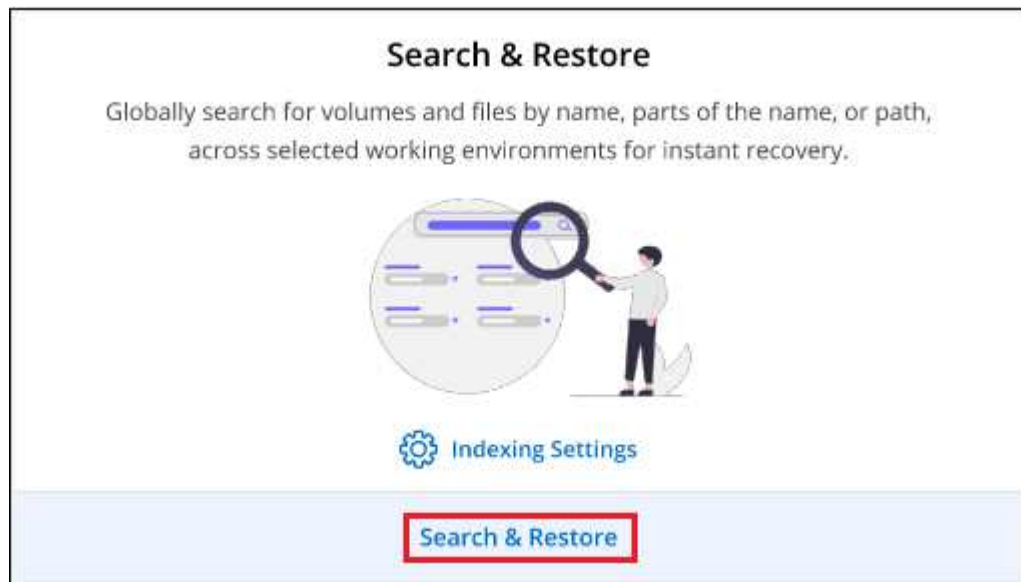 Search & Restore
Globally search for volumes and files by name, parts of the name, or path,
across selected working environments for instant recovery.
Indexing Settings
Search & Restore